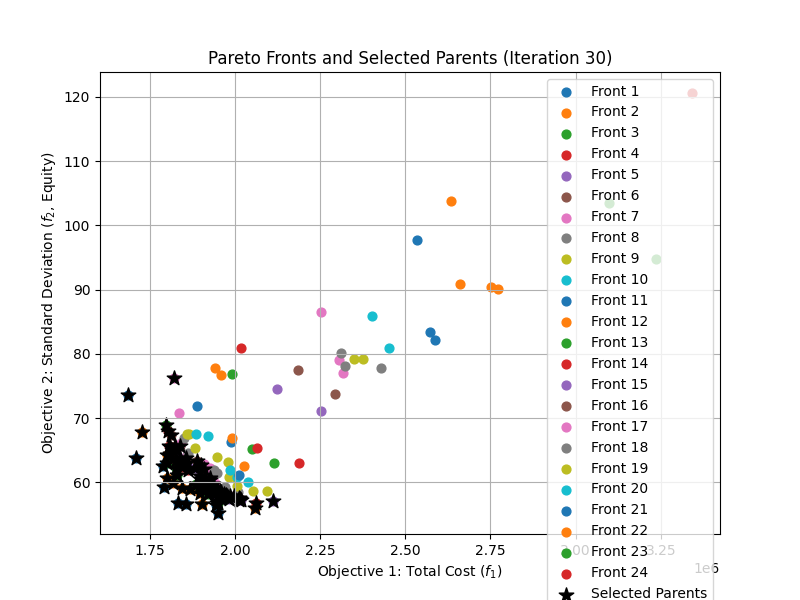 Pareto Fronts and Selected Parents (Iteration 30)
Objective 2: Standard Deviation (f2, Equity)
120
110
100
90
80
70
60
1.75
2.00
2.25
2.50
2.75
3.00
3.25
1e6
Objective 1: Total Cost (f1)
Front 1
Front 2
Front 3
Front 4
Front 5
Front 6
Front 7
Front 8
Front 9
Front 10
Front 11
Front 12
Front 13
Front 14
Front 15
Front 16
Front 17
Front 18
Front 19
Front 20
Front 21
Front 22
Front 23
Front 24
Selected Parents